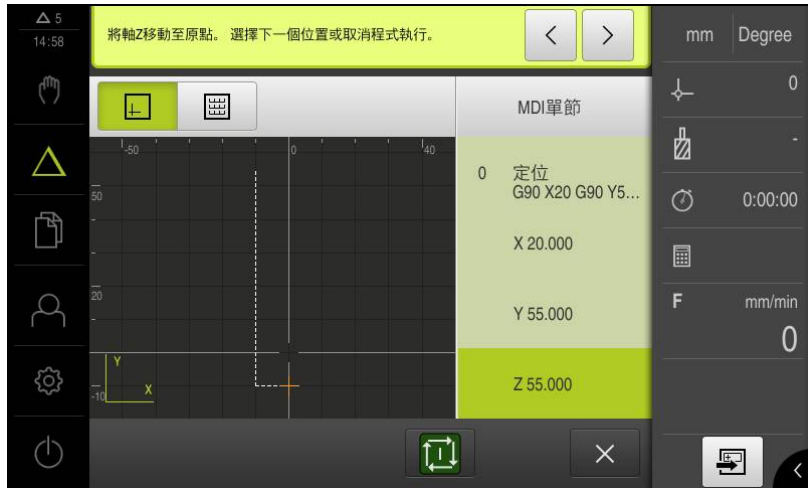 5
14:58
將軸Z移動至原點。 選擇下一個位置或取消程式執行。
mm Degree
0
-
0:00:00
F mm/min
0
MDI單節
0 定位
G90 X20 G90 Y5...
X 20.000
Y 55.000
Z 55.000
-50 0 40
50
20
-10
Y
X